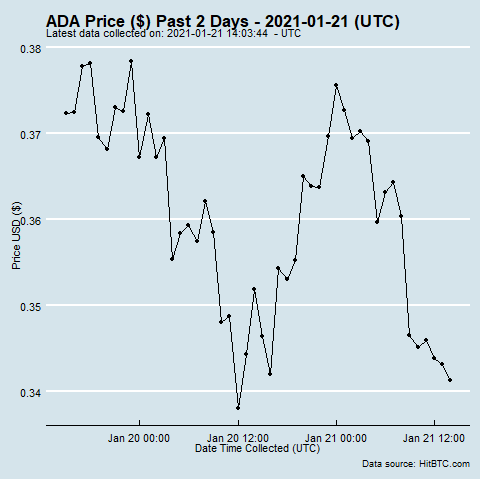 ADA Price ($) Past 2 Days - 2021-01-21 (UTC)
Latest data collected on: 2021-01-21 14:03:44 - UTC
0.38
0.37
0.36
0.35
0.34
Price USD ($)
Jan 20 00:00 Jan 20 12:00 Jan 21 00:00 Jan 21 12:00
Date Time Collected (UTC)
Data source: HitBTC.com